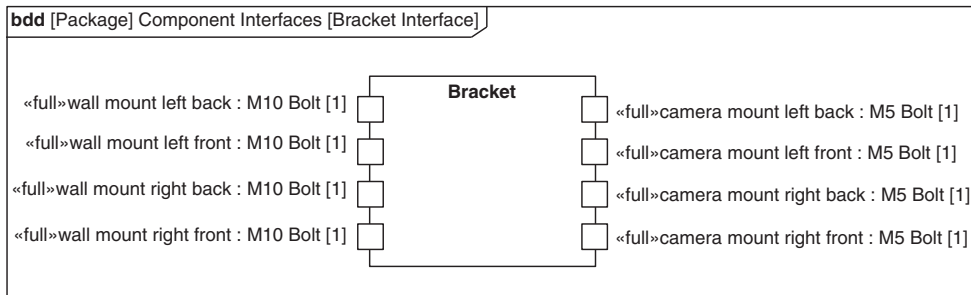 bdd [Package] Component Interfaces [Bracket Interface]
Bracket
«full»wall mount left back : M10 Bolt [1]
«full»wall mount left front : M10 Bolt [1]
«full»wall mount right back : M10 Bolt [1]
«full»wall mount right front : M10 Bolt [1]
«full»camera mount left back : M5 Bolt [1]
«full»camera mount left front : M5 Bolt [1]
«full»camera mount right back : M5 Bolt [1]
«full»camera mount right front : M5 Bolt [1]